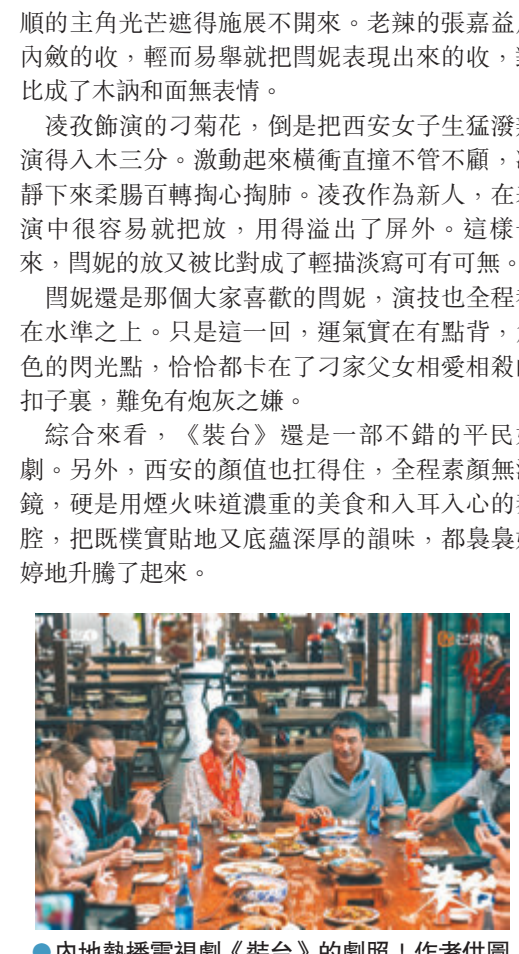 順的主角光芒遮得施展不開來。老辣的張嘉益
內斂的收，輕而易舉就把閆妮表現出來的收，
比成了木訥和面無表情。
凌孜飾演的刁菊花，倒是把西安女子生猛潑
演得入木三分。激動起來橫衝直撞不管不顧，
靜下來柔腸百轉掏心掏肺。凌孜作為新人，在
演中很容易就把放，用得溢出了屏外。這樣
來，閆妮的放又被比對成了輕描淡寫可有可無。
閆妮還是那個大家喜歡的閆妮，演技也全程
在水準之上。只是這一回，運氣實在有點背，
色的閃光點，恰恰都卡在了刁家父女相愛相殺
扣子裏，難免有炮灰之嫌。
綜合來看，《裝台》還是一部不錯的平民
劇。另外，西安的顏值也扛得住，全程素顏無
鏡，硬是用煙火味道濃重的美食和入耳入心的
腔，把既樸實貼地又底蘊深厚的韻味，都裊裊
婷地升騰了起來。
芒果tv
裝台
●內地熱播電視劇《裝台》的劇照！作者供圖